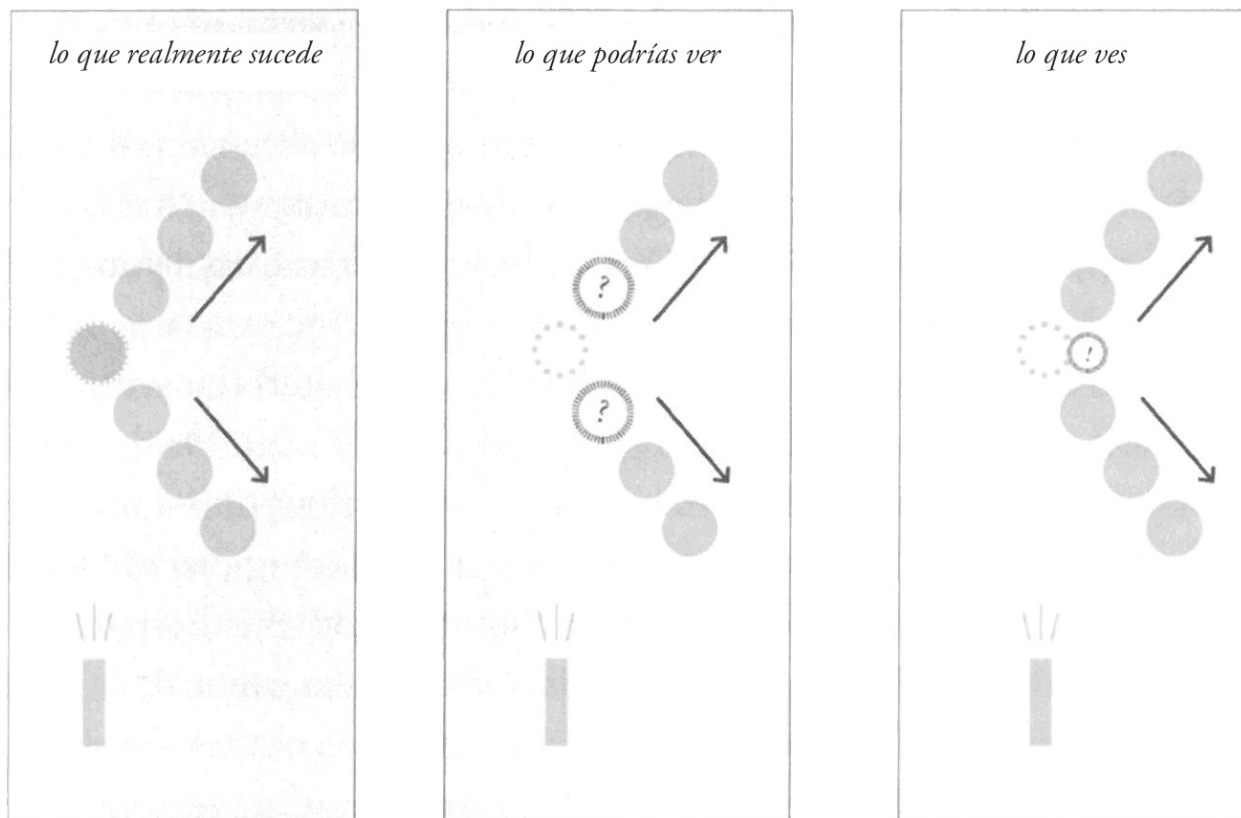 lo que realmente sucede
lo que podrías ver
lo que ves
?
?
!